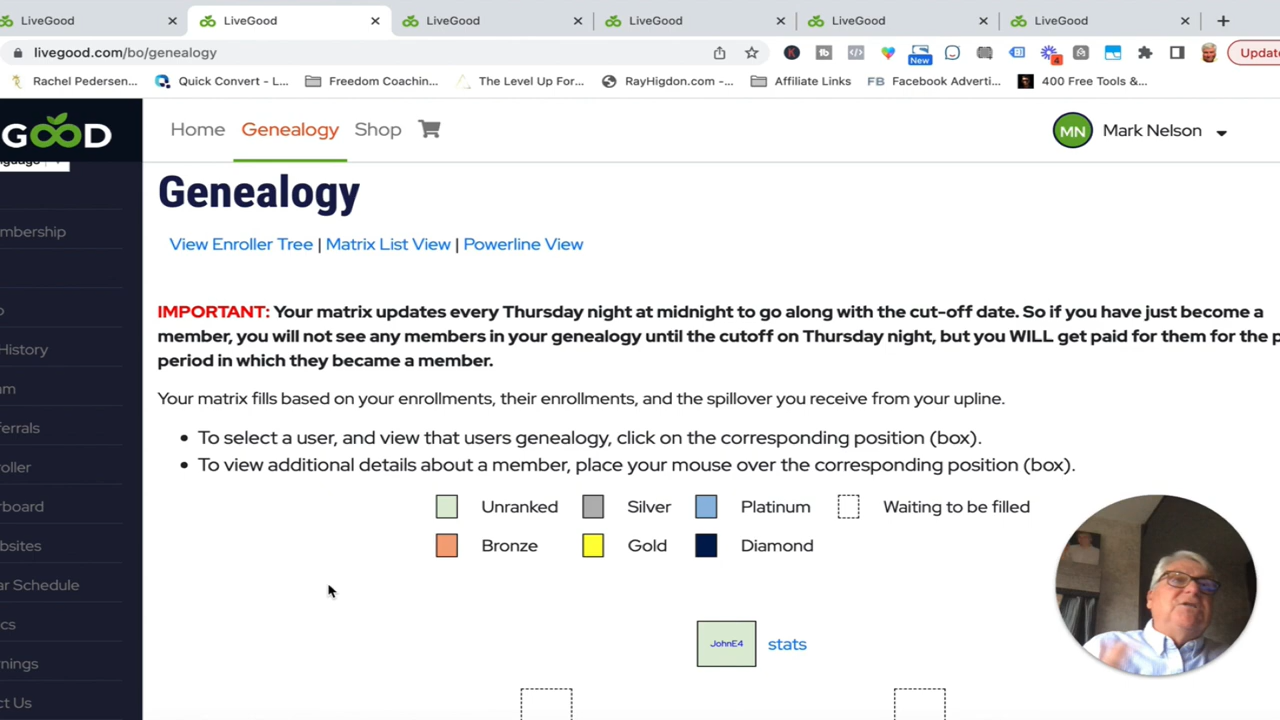 LiveGood LiveGood LiveGood LiveGood LiveGood LiveGood
livegood.com/bo/genealogy New 4 Update
Rachel Pedersen... Quick Convert - L... Freedom Coachin... The Level Up For... RayHigdon.com -... Affiliate Links FB Facebook Adverti... 400 Free Tools &...
GOOD Home Genealogy Shop MN Mark Nelson
Genealogy
mbership
View Enroller Tree | Matrix List View | Powerline View
IMPORTANT: Your matrix updates every Thursday night at midnight to go along with the cut-off date. So if you have just become a
member, you will not see any members in your genealogy until the cutoff on Thursday night, but you WILL get paid for them for the p
History
period in which they became a member.
am
Your matrix fills based on your enrollments, their enrollments, and the spillover you receive from your upline.
ferrals
• To select a user, and view that users genealogy, click on the corresponding position (box).
oller
• To view additional details about a member, place your mouse over the corresponding position (box).
board
Unranked Silver Platinum Waiting to be filled
bsites
Bronze Gold Diamond
ar Schedule
cs
JohnE4 stats
nings
ct Us